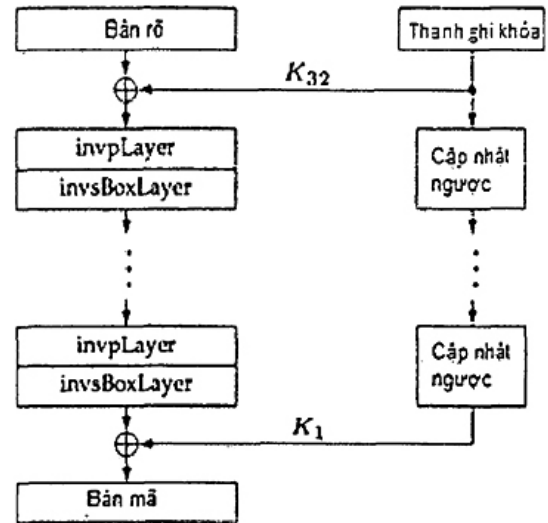 Bản rõ
Thanh ghi khóa
K32
invpLayer
invsBoxLayer
Cập nhật
ngược
invpLayer
invsBoxLayer
Cập nhật
ngược
K1
Bản mã